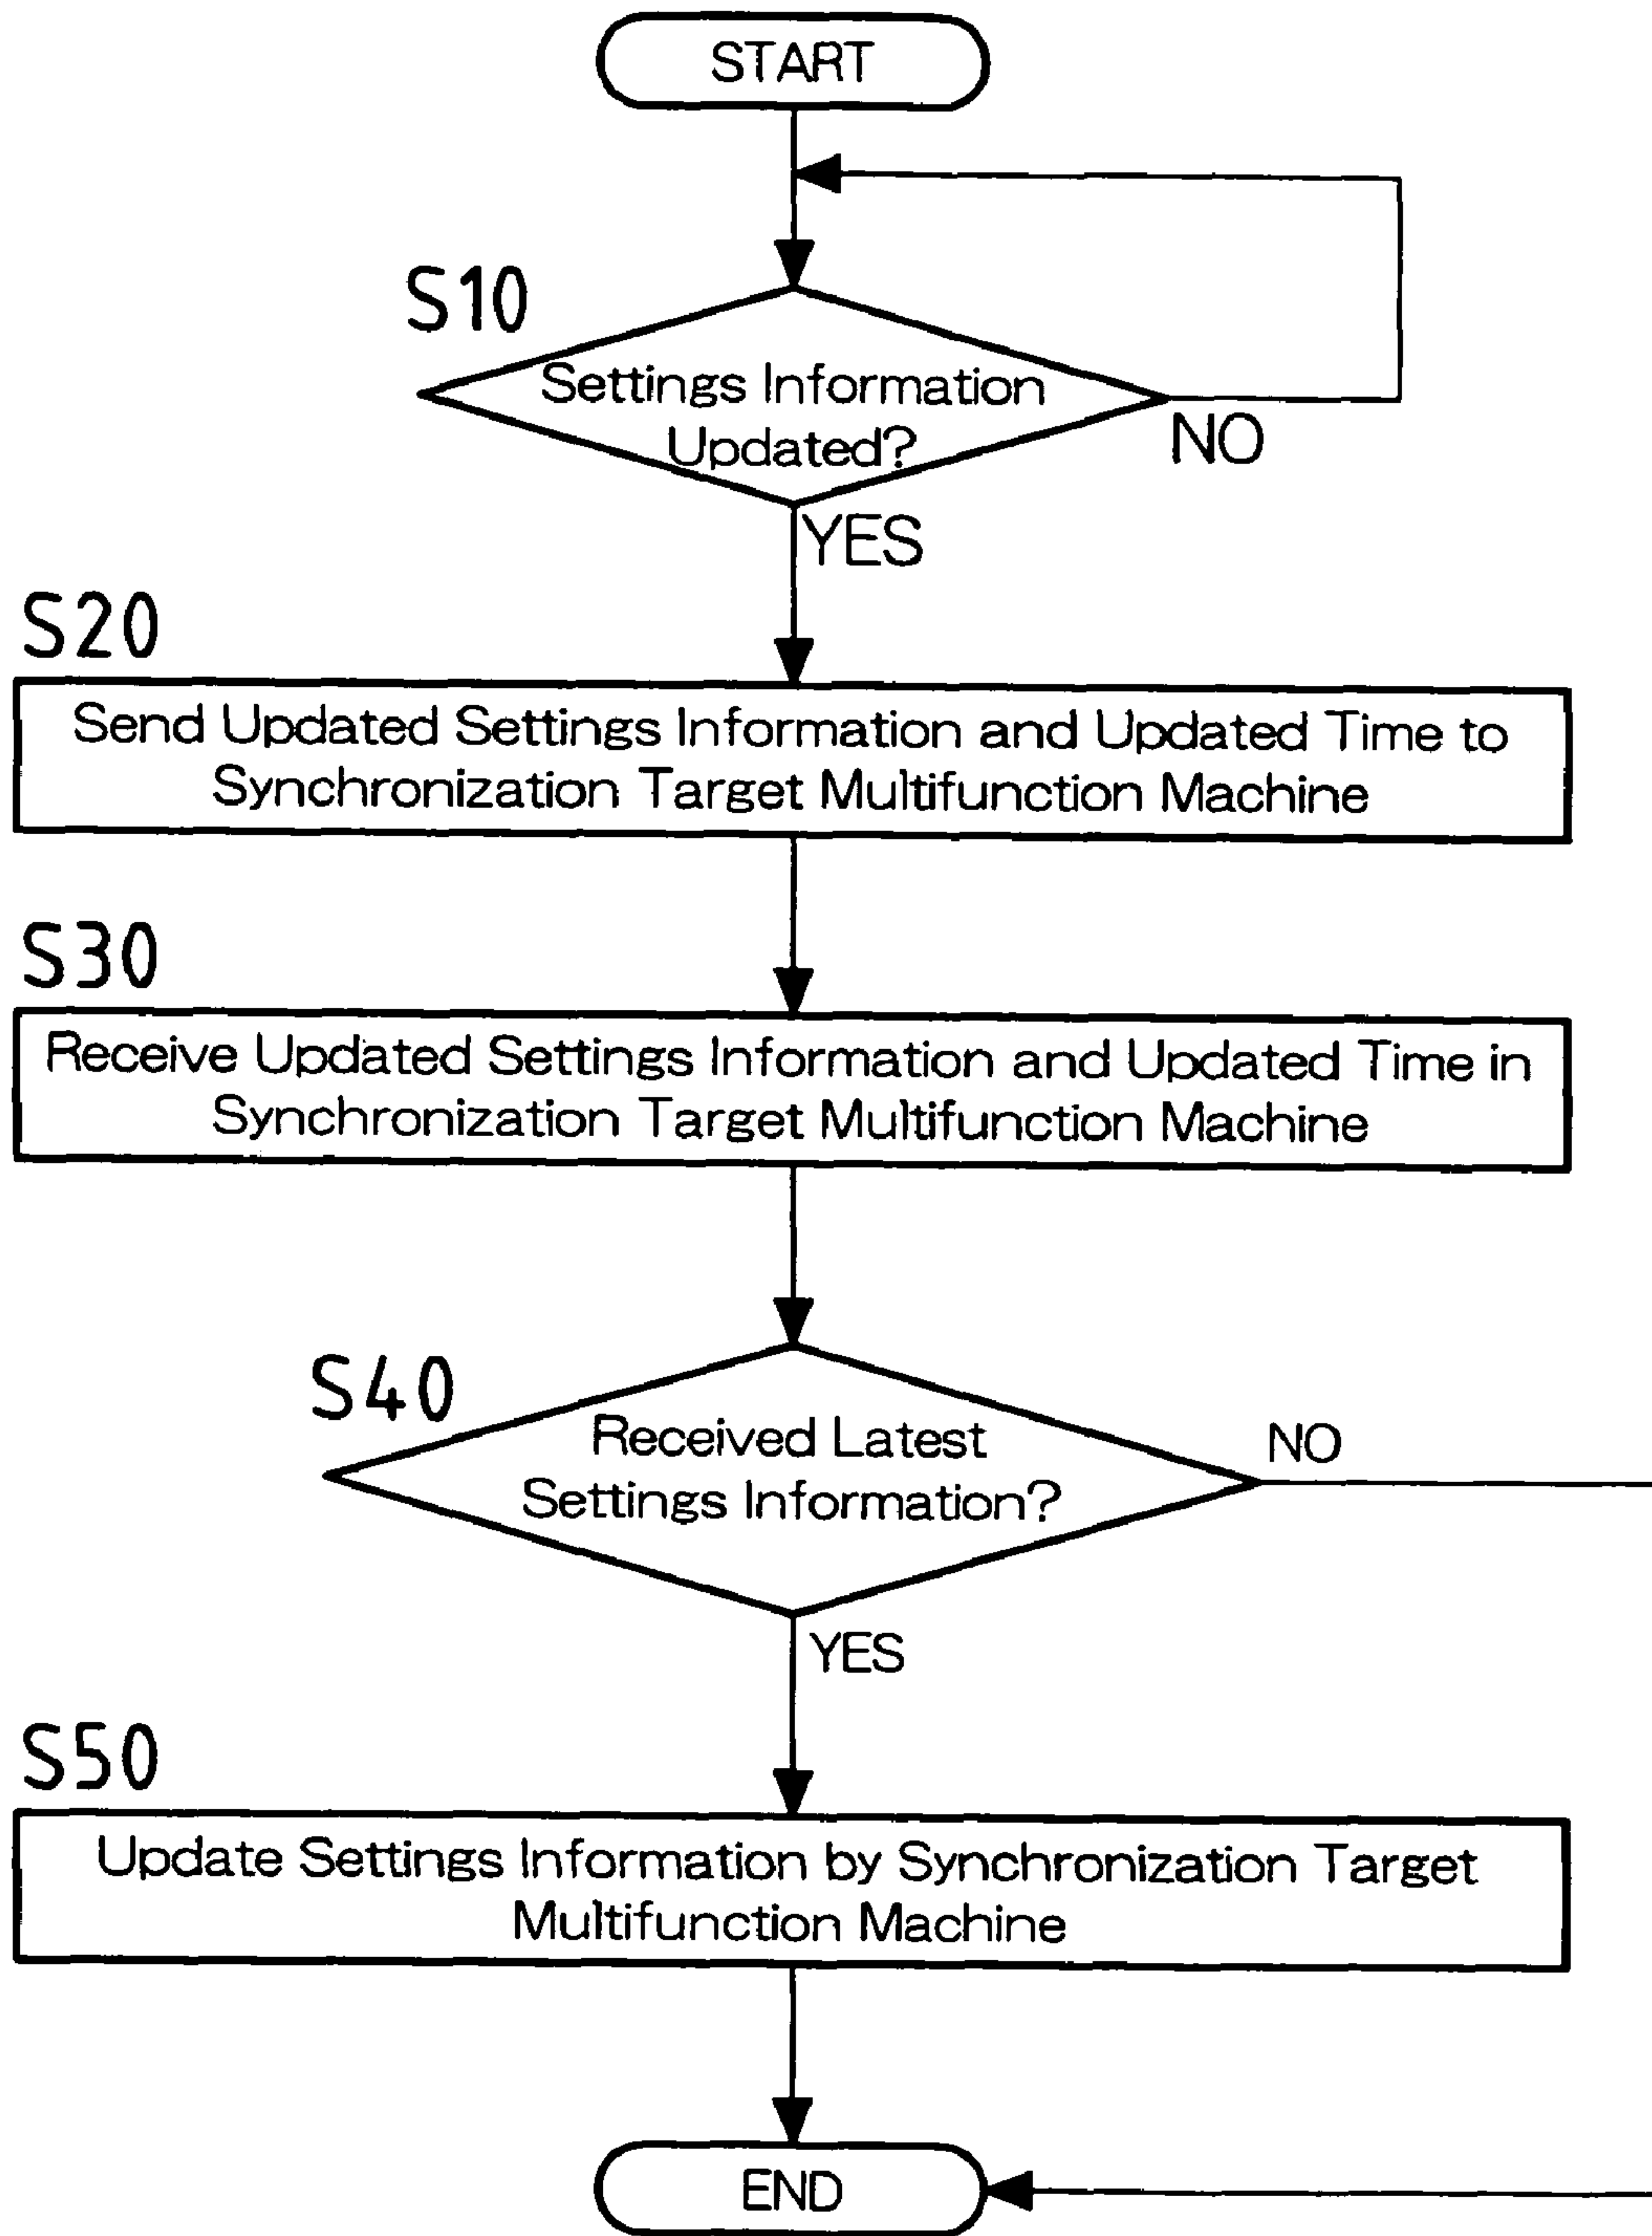 START
S10
Settings Information
Updated?
NO
YES
S20
Send Updated Settings Information and Updated Time to
Synchronization Target Multifunction Machine
S30
Receive Updated Settings Information and Updated Time in
Synchronization Target Multifunction Machine
S40
Received Latest
Settings Information?
NO
YES
S50
Update Settings Information by Synchronization Target
Multifunction Machine
END